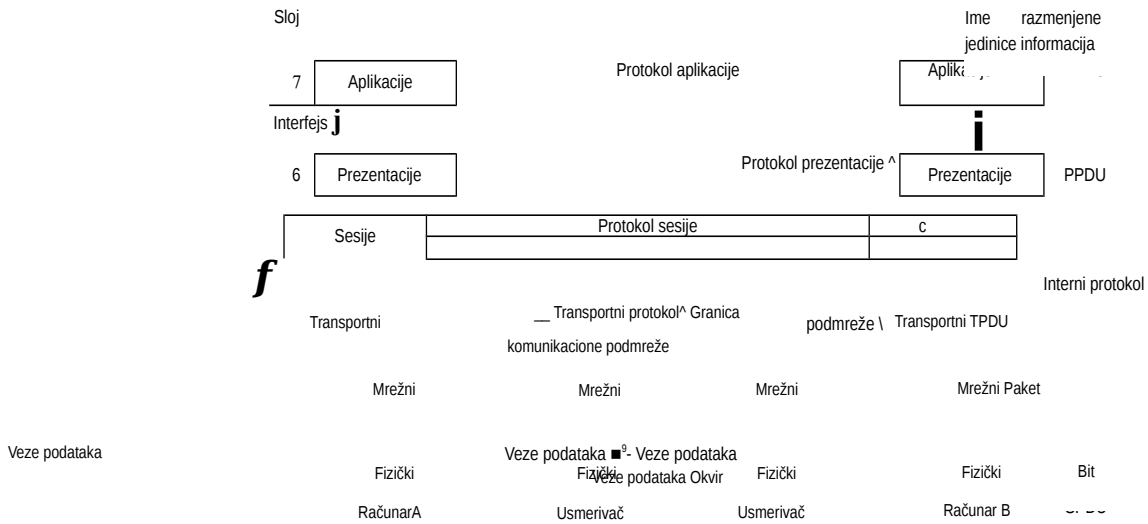 Sloj
Ime razmenjene
jedinice informacija
7 Aplikacije Protokol aplikacije
Interfejs j i
Protokol prezentacije ^
6 Prezentacije Prezentacije PPDU
Protokol sesije c
Sesije
f
Interni protokol
__ Transportni protokol^ Granica
Transportni podmreže \ Transportni TPDU
komunikacione podmreže
Mrežni Mrežni Mrežni Mrežni Paket
Veze podataka Veze podataka ■9- Veze podataka
Fizički Fizički Fizički Fizički Bit
Veze podataka Okvir
RačunarA Usmerivač Usmerivač Računar B